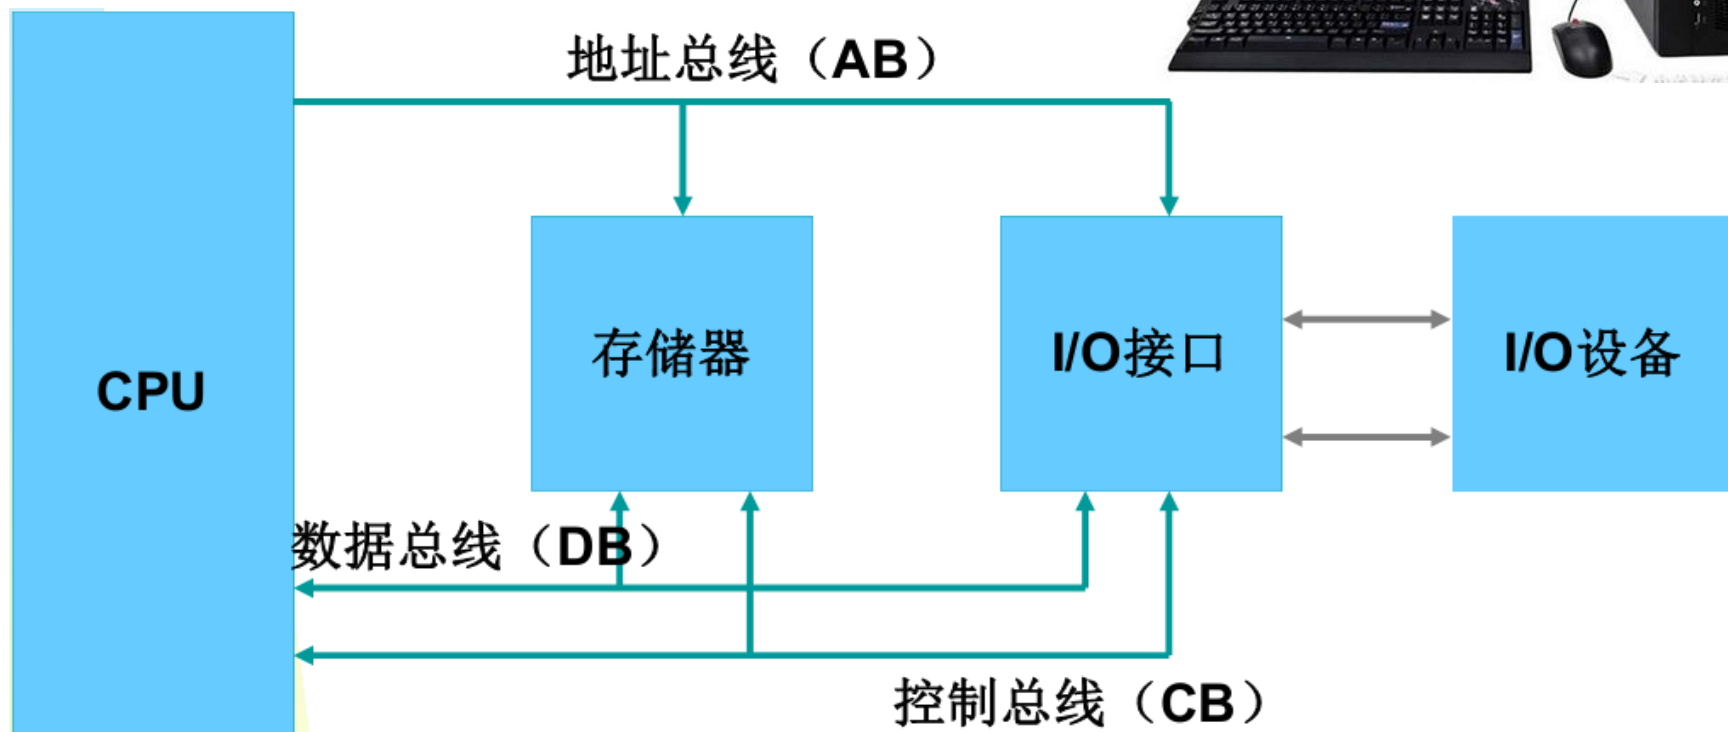 地址总线（AB）
CPU
存储器
I/O接口
I/O设备
数据总线（DB）
控制总线（CB）